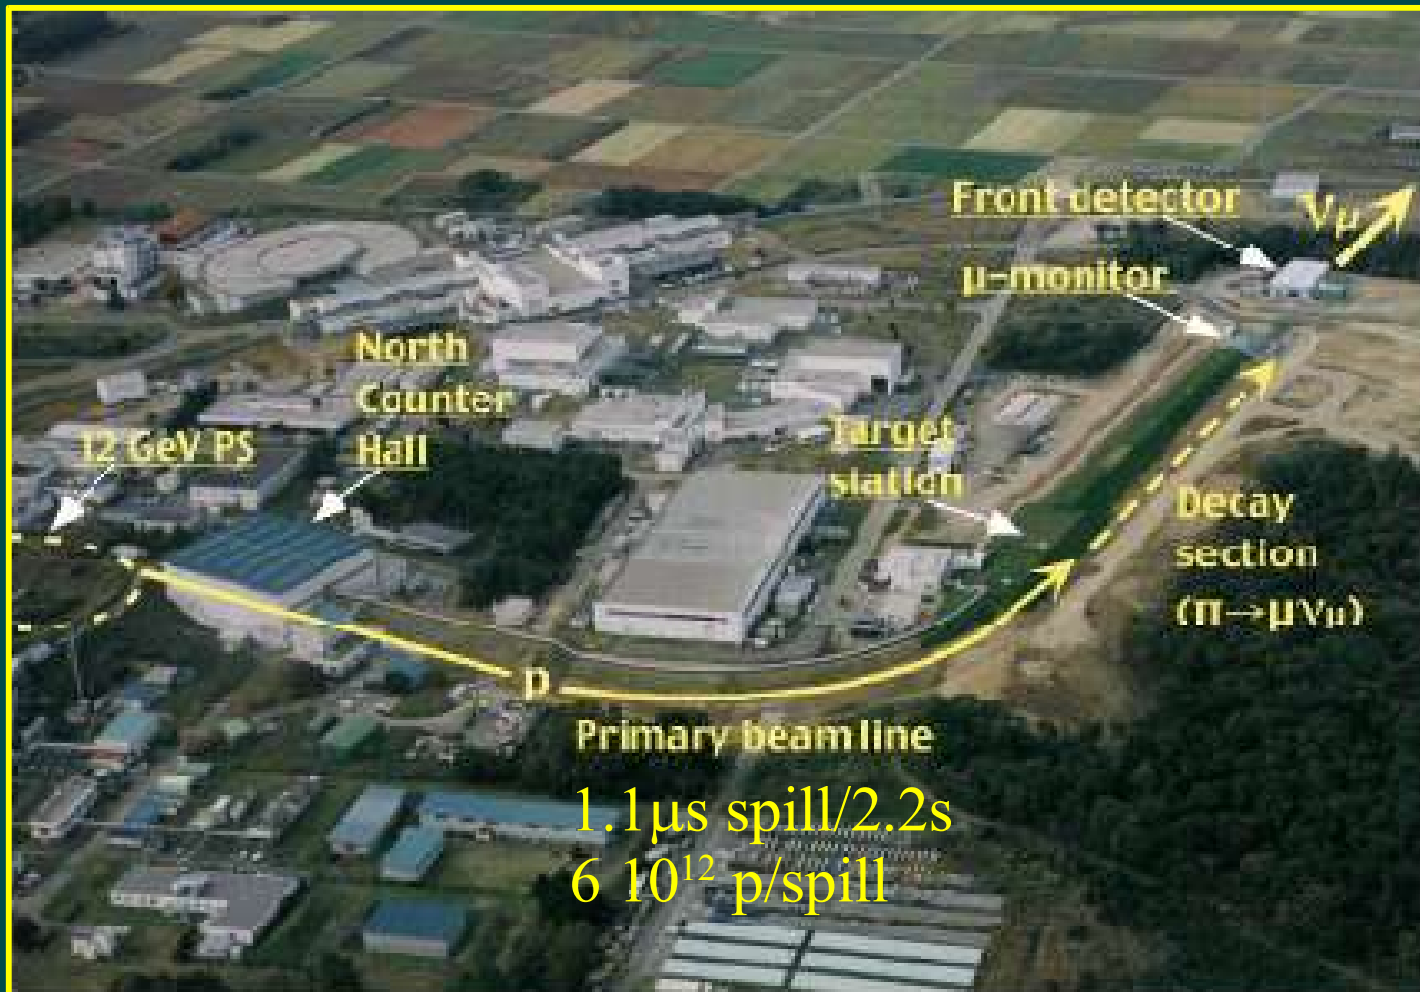 Front detector
νμ
μ-monitor
North
Counter
Hall
12 GeV PS
Target
station
Decay
section
(π→μνμ)
p
Primary beam line
1.1μs spill/2.2s
6 10¹² p/spill